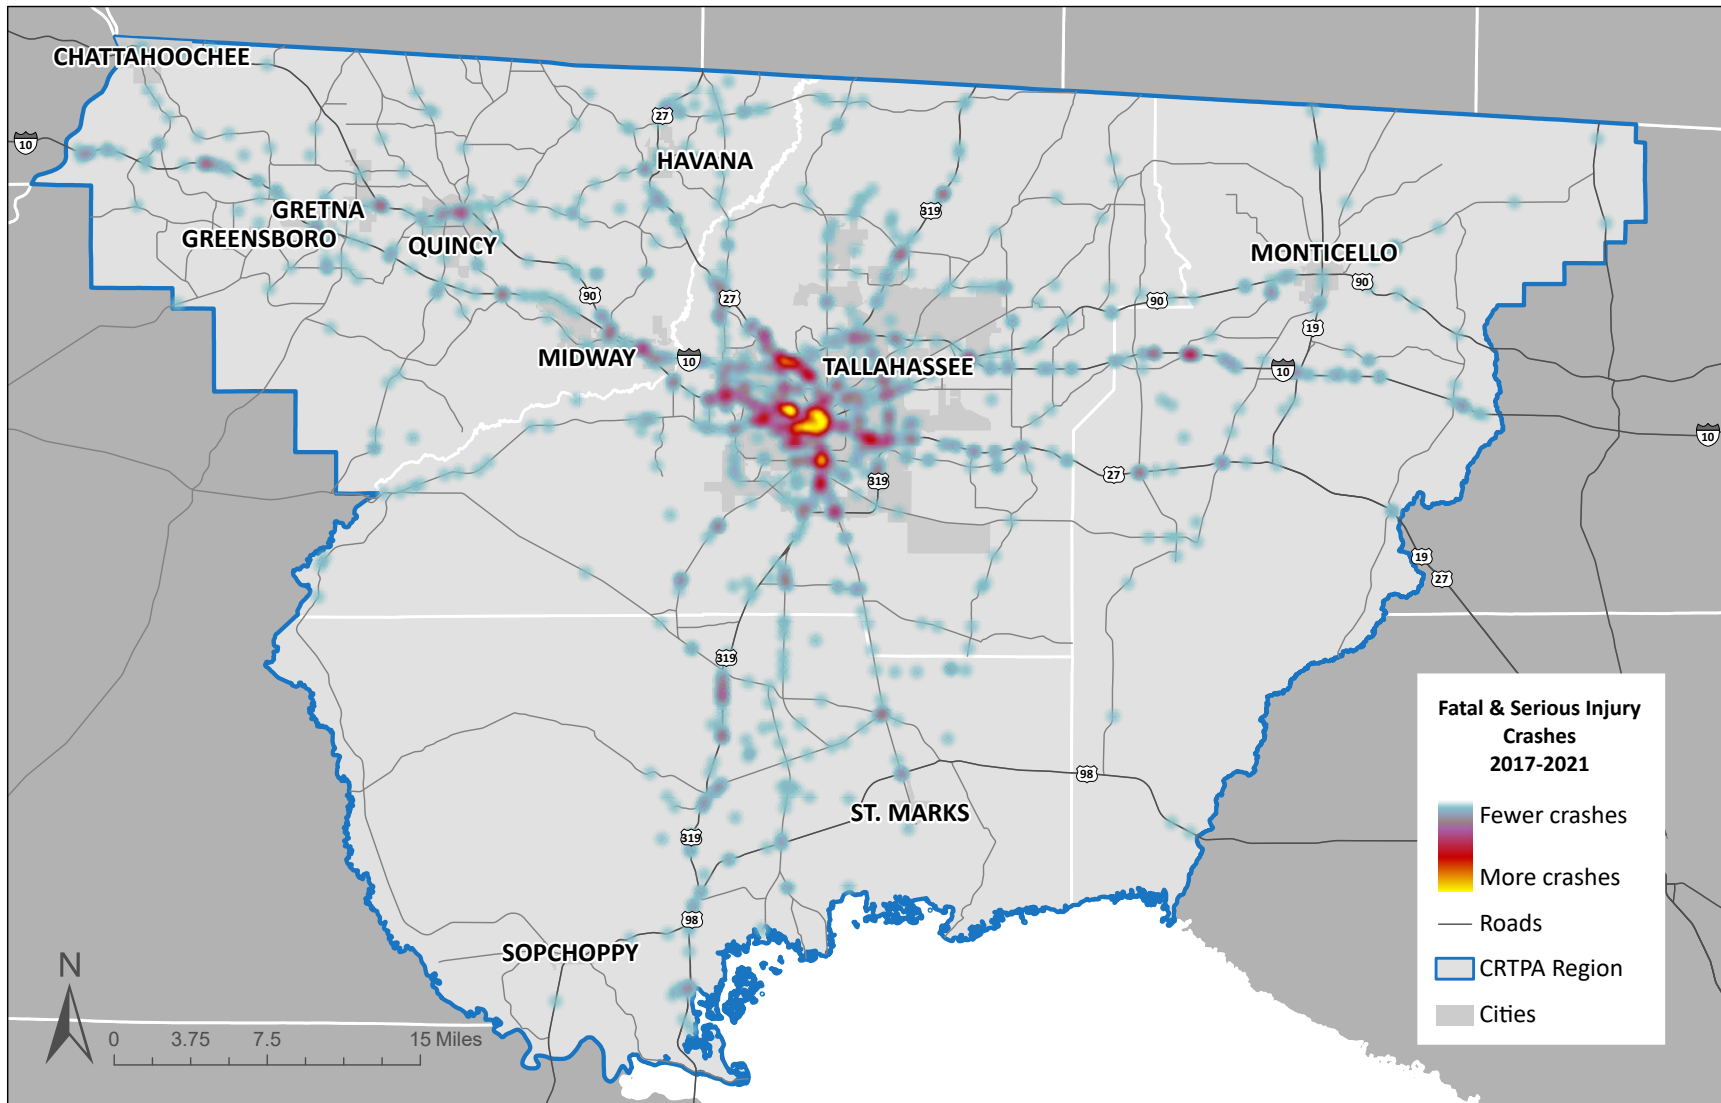 CHATTAHOOCHEE
27
10
HAVANA
GRETNA
319
GREENSBORO
QUINCY
MONTICELLO
90
90
27
90
19
MIDWAY
10
TALLAHASSEE
10
10
27
319
19
27
319
98
319
ST. MARKS
98
SOPCHOPPY
N
0 3.75 7.5 15 Miles
Fatal & Serious Injury
Crashes
2017-2021
Fewer crashes
More crashes
Roads
CRTPA Region
Cities